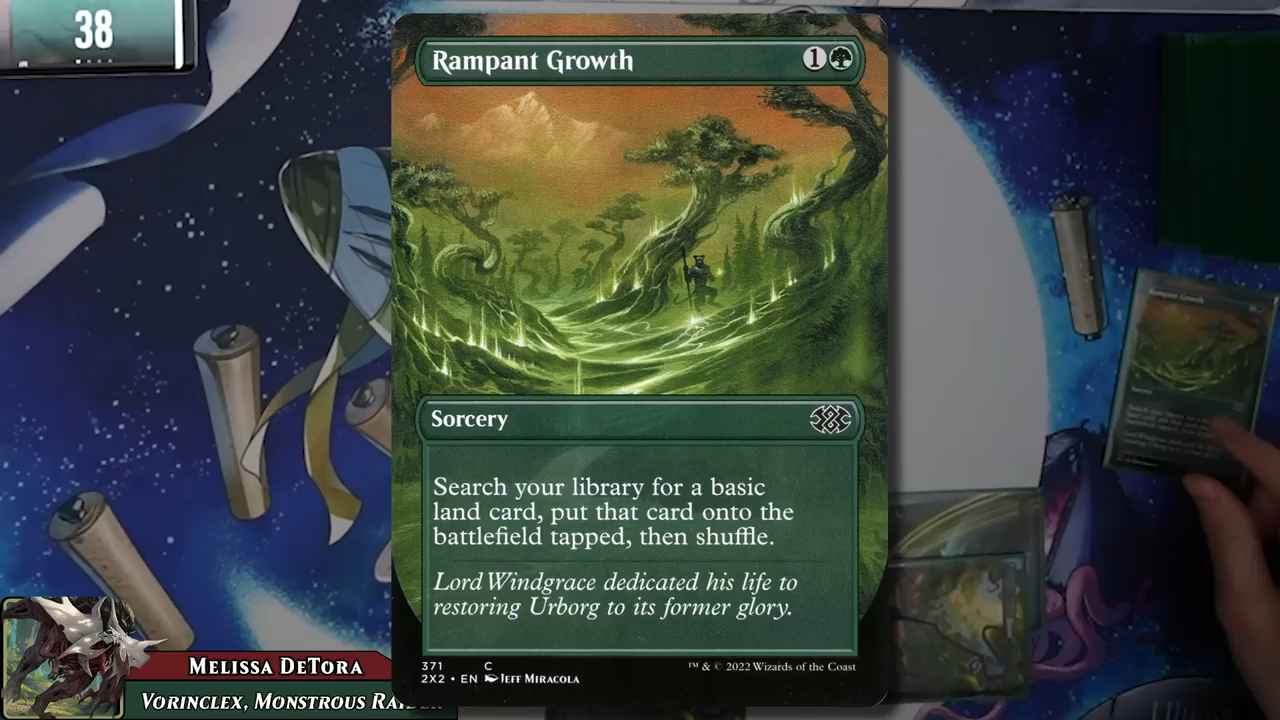 38
Rampant Growth
1
Sorcery
Search your library for a basic
land card, put that card onto the
battlefield tapped, then shuffle.
Lord Windgrace dedicated his life to
restoring Urborg to its former glory.
371 C
2X2 • EN Jeff Miracola
™ & © 2022 Wizards of the Coast
Rampant Growth
Melissa DeTora
Vorinclex, Monstrous Raider